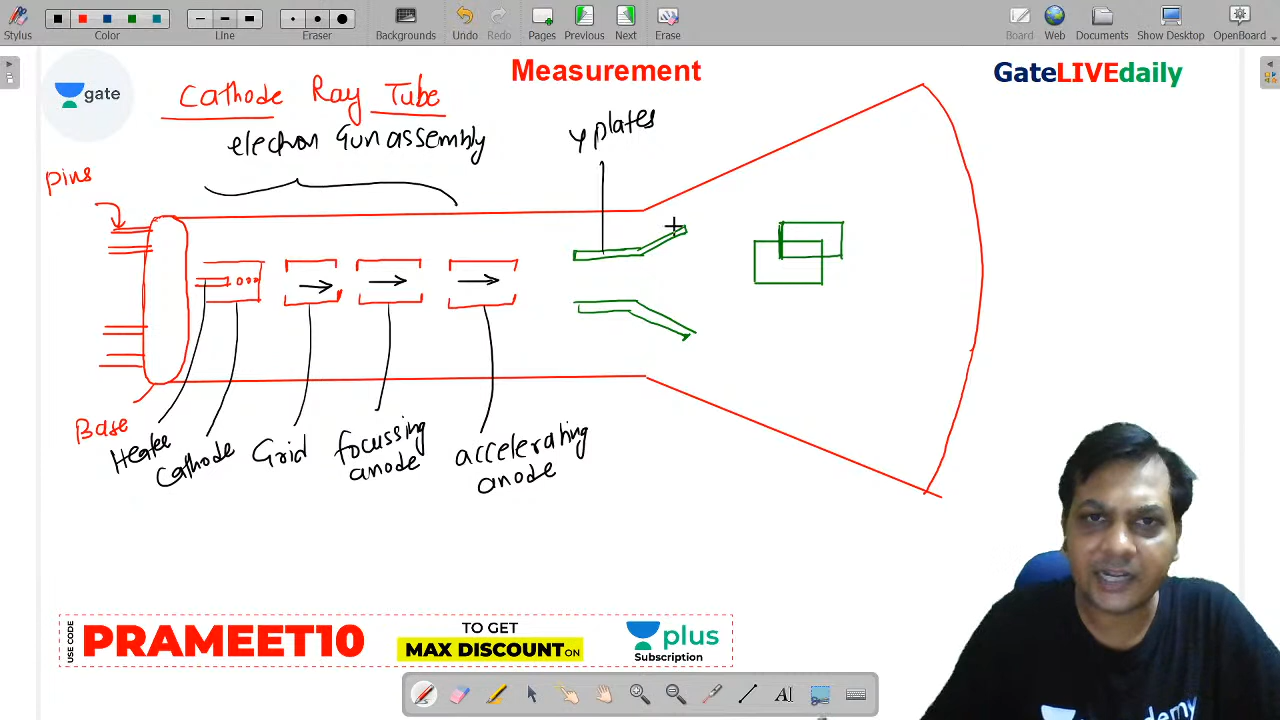 Stylus
Color
Line
Eraser
Backgrounds
Undo
Redo
Pages
Previous
Next
Erase
Board
Web
Documents
Show Desktop
OpenBoard
gate
Measurement
GateLIVEdaily
Cathode Ray Tube
electron Gun assembly
Y plates
Pins
Base
Heater
Cathode
Grid
focussing
anode
accelerating
anode
USE CODE
PRAMEET10
TO GET
MAX DISCOUNT ON
plus
Subscription